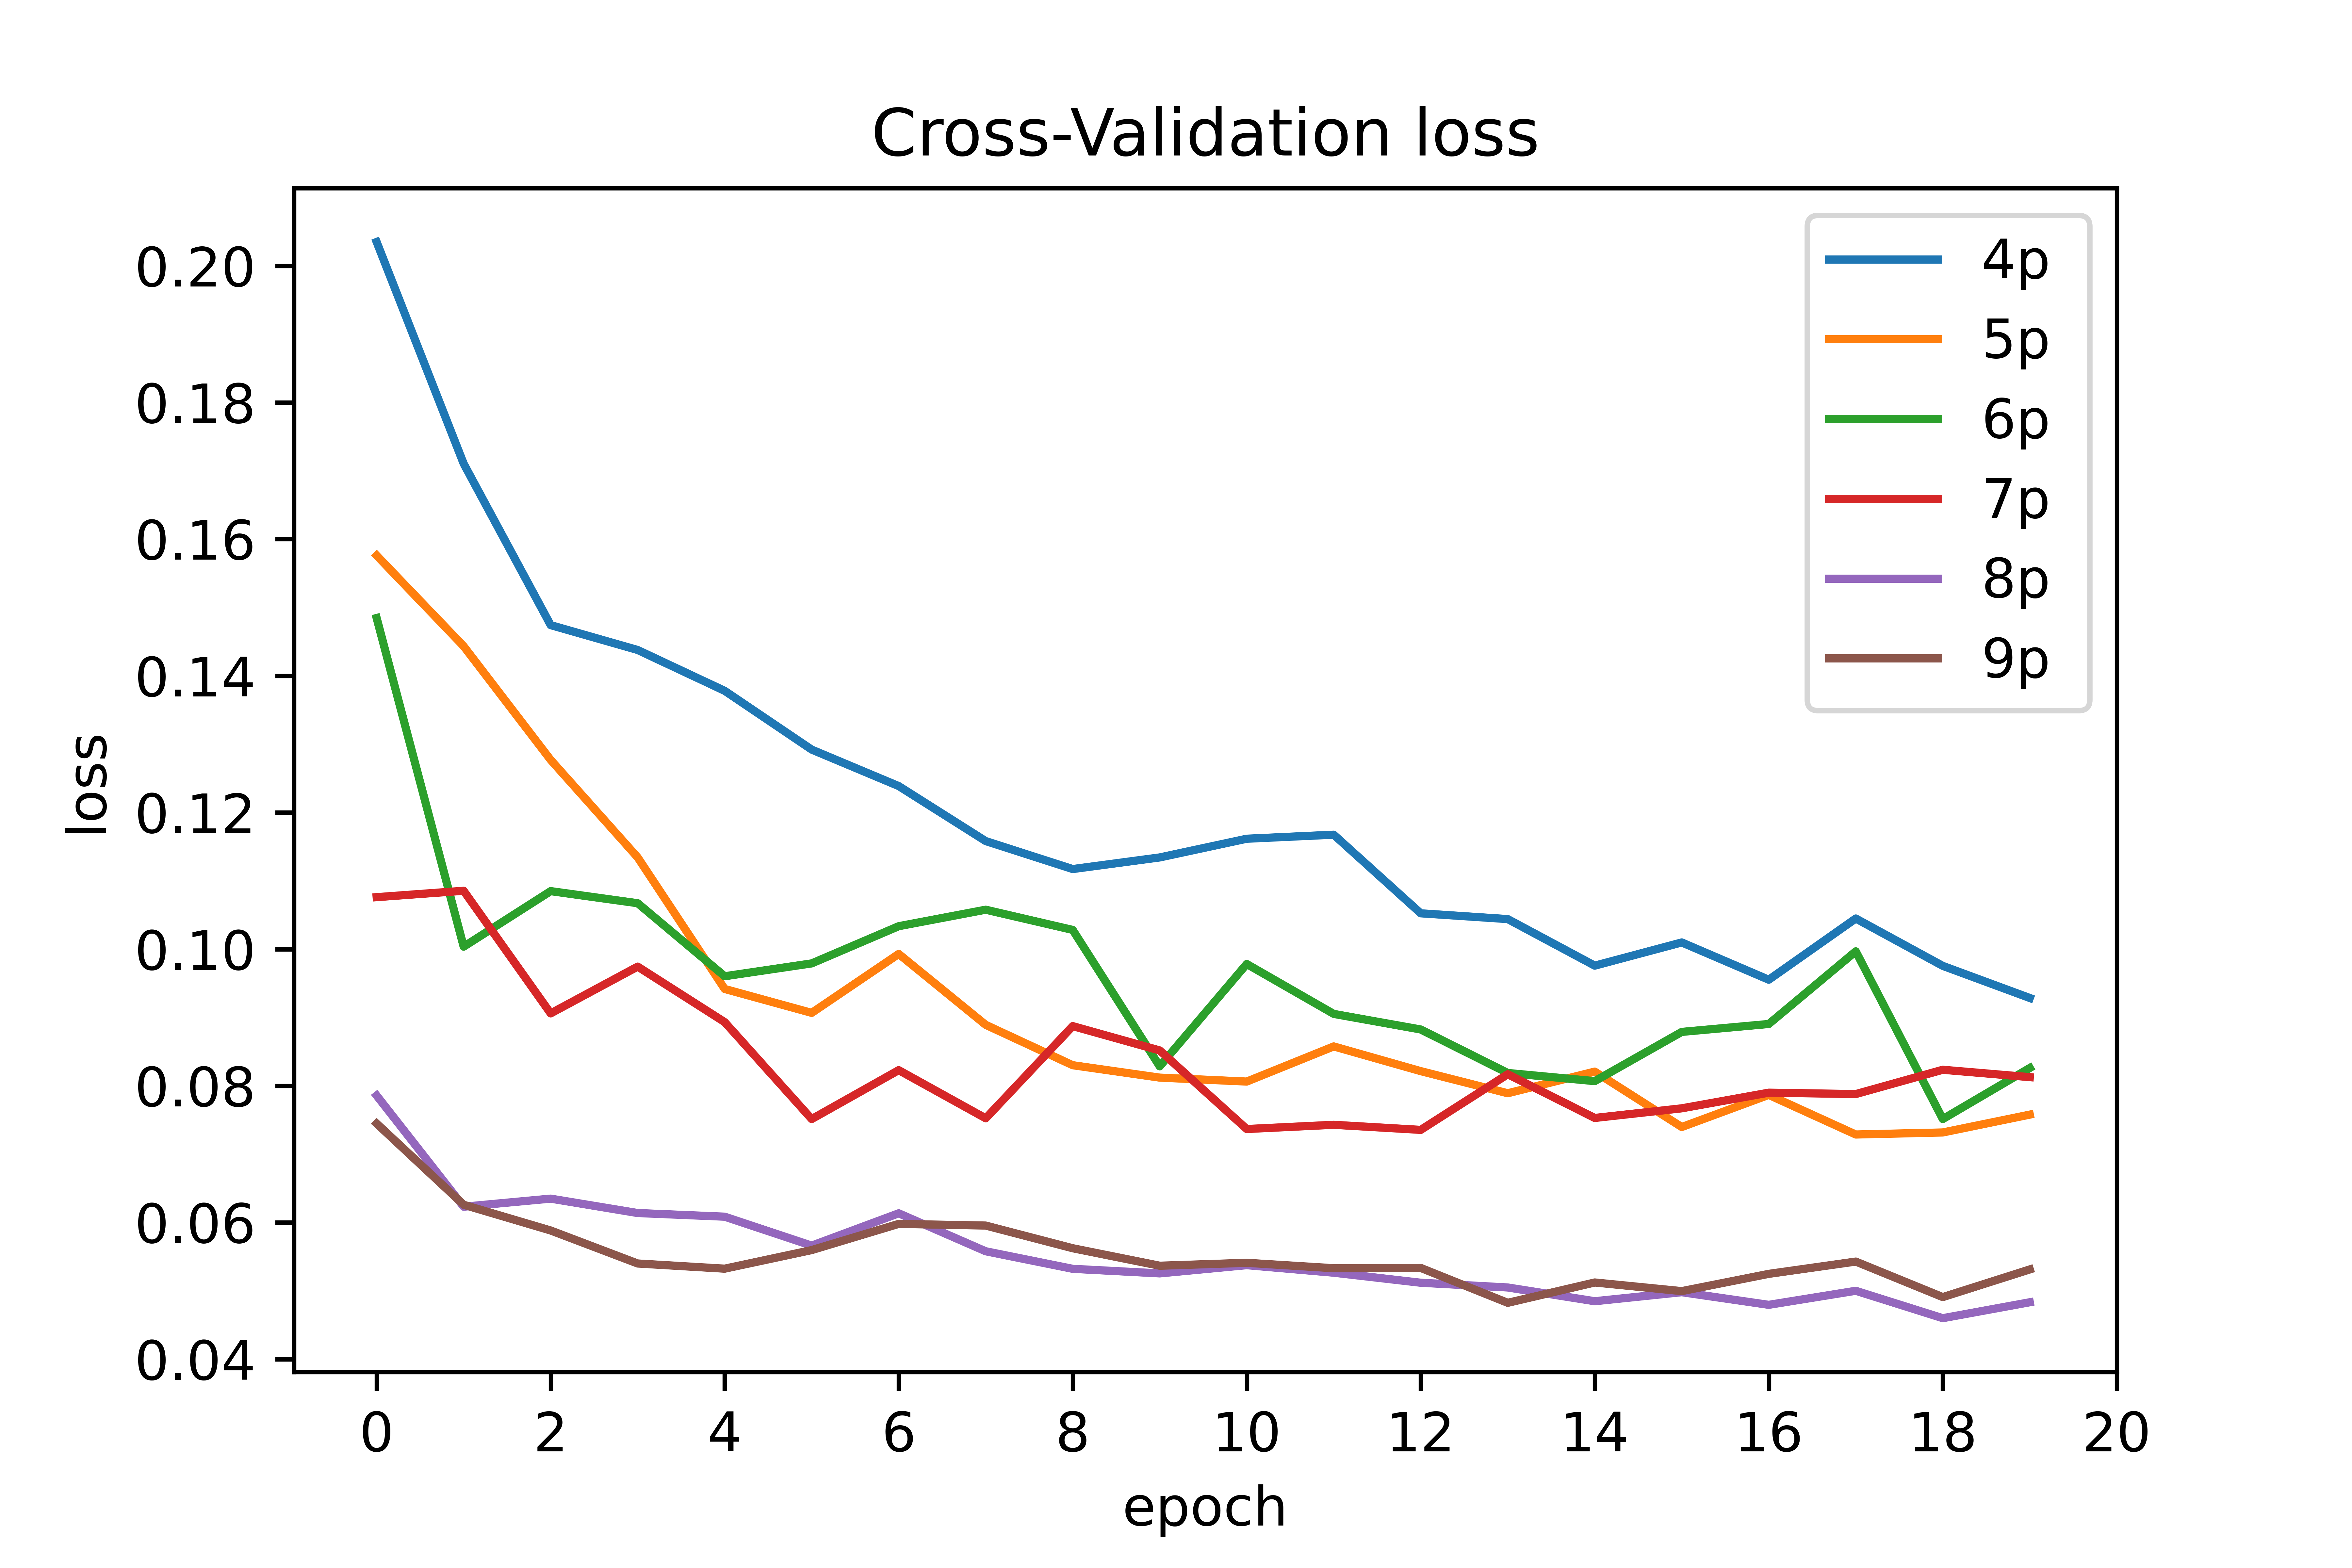 Cross-Validation loss
4p
5p
6p
7p
8p
9p
loss
0.20
0.18
0.16
0.14
0.12
0.10
0.08
0.06
0.04
0 2 4 6 8 10 12 14 16 18 20
epoch